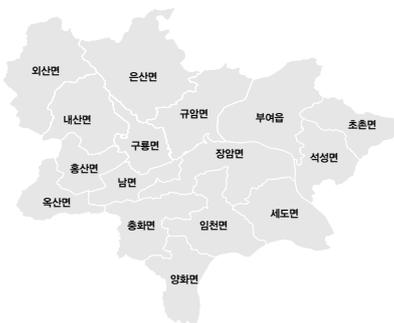 외산면
은산면
내산면
규암면
부여읍
초촌면
구룡면
장암면
석성면
홍산면
남면
옥산면
충화면
임천면
세도면
양화면